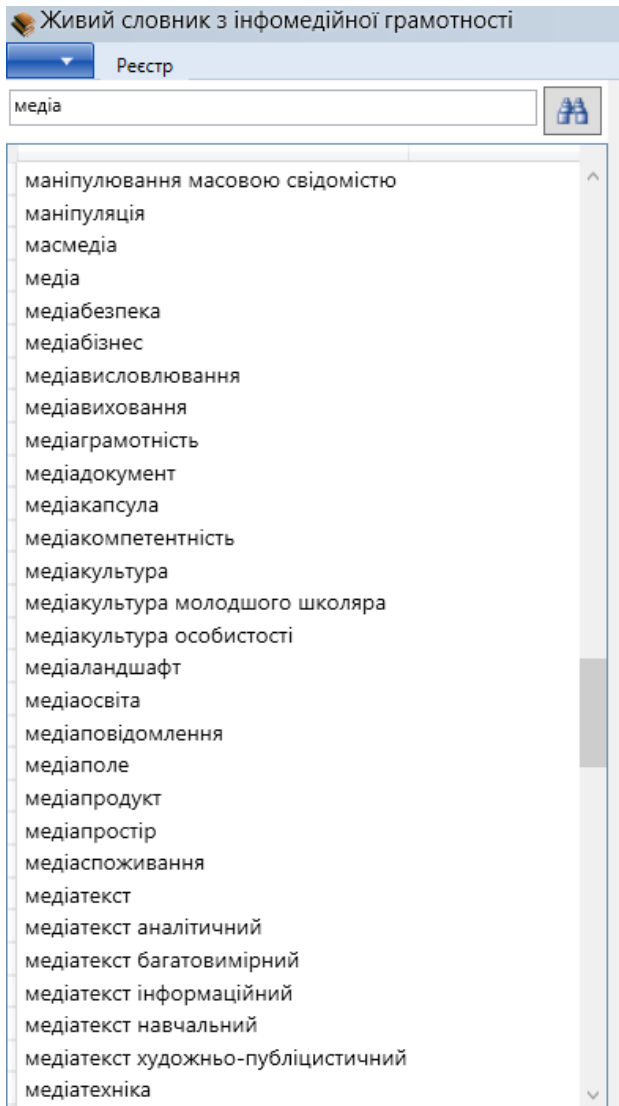 Живий словник з інфомедійної грамотності
Реєстр
медіа
маніпулювання масовою свідомістю
маніпуляція
масмедіа
медіа
медіабезпека
медіабізнес
медіависловлювання
медіавиховання
медіаграмотність
медіадокумент
медіакапсула
медіакомпетентність
медіакультура
медіакультура молодшого школяра
медіакультура особистості
медіаландшафт
медіаосвіта
медіаповідомлення
медіаполе
медіапродукт
медіапростір
медіаспоживання
медіатекст
медіатекст аналітичний
медіатекст багатовимірний
медіатекст інформаційний
медіатекст навчальний
медіатекст художньо-публіцистичний
медіатехніка